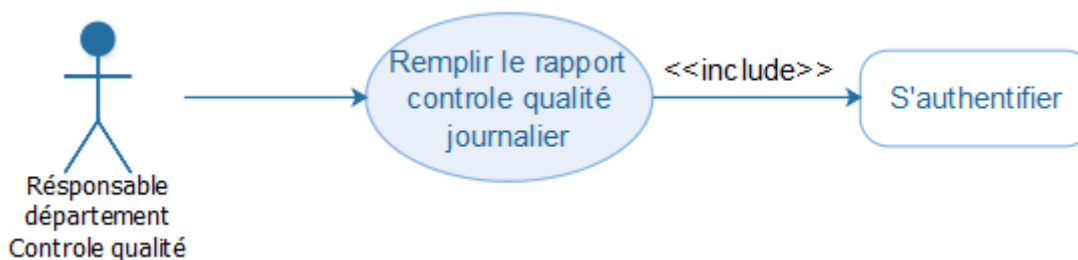 Remplir le rapport
controle qualité
journalier
<<include>>
S'authentifier
Résponsable
département
Controle qualité